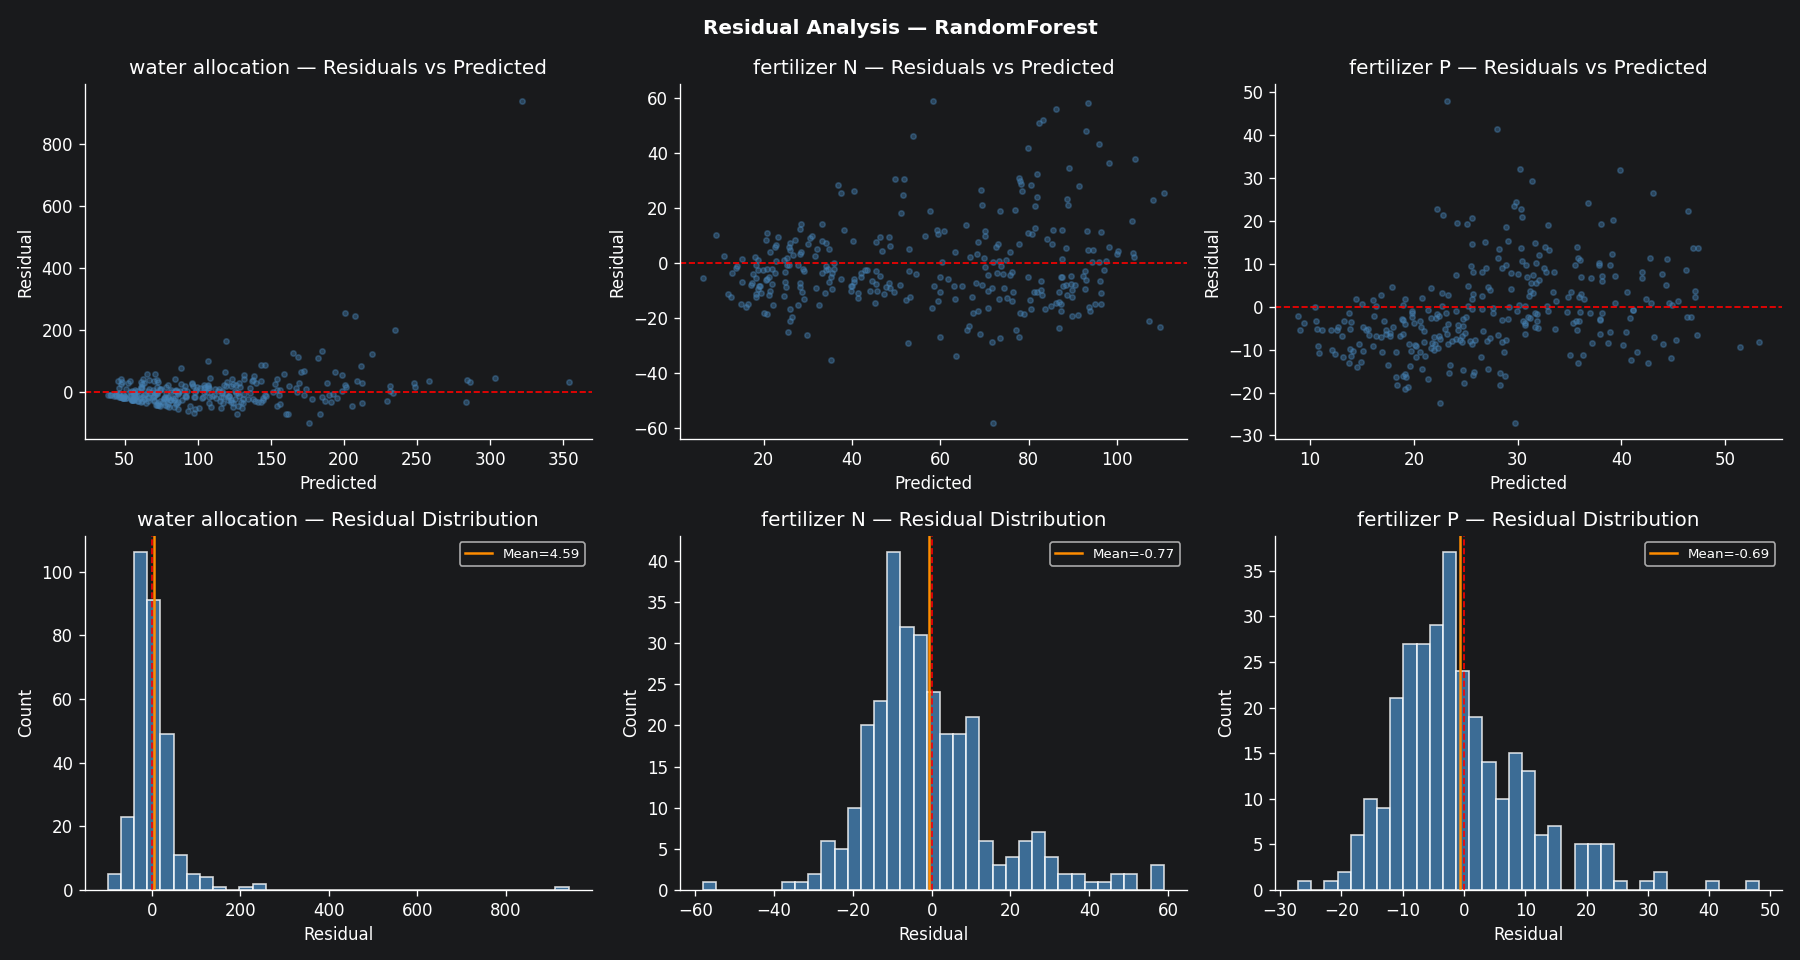 Residual Analysis — RandomForest
water allocation — Residuals vs Predicted
800
600
400
200
0
Residual
50 100 150 200 250 300 350
Predicted
fertilizer N — Residuals vs Predicted
60
40
20
0
−20
−40
−60
Residual
20 40 60 80 100
Predicted
fertilizer P — Residuals vs Predicted
50
40
30
20
10
0
−10
−20
−30
Residual
10 20 30 40 50
Predicted
water allocation — Residual Distribution
Mean=4.59
100
80
60
40
20
0
Count
0 200 400 600 800
Residual
fertilizer N — Residual Distribution
Mean=-0.77
40
35
30
25
20
15
10
5
0
Count
−60 −40 −20 0 20 40 60
Residual
fertilizer P — Residual Distribution
Mean=-0.69
35
30
25
20
15
10
5
0
Count
−30 −20 −10 0 10 20 30 40 50
Residual